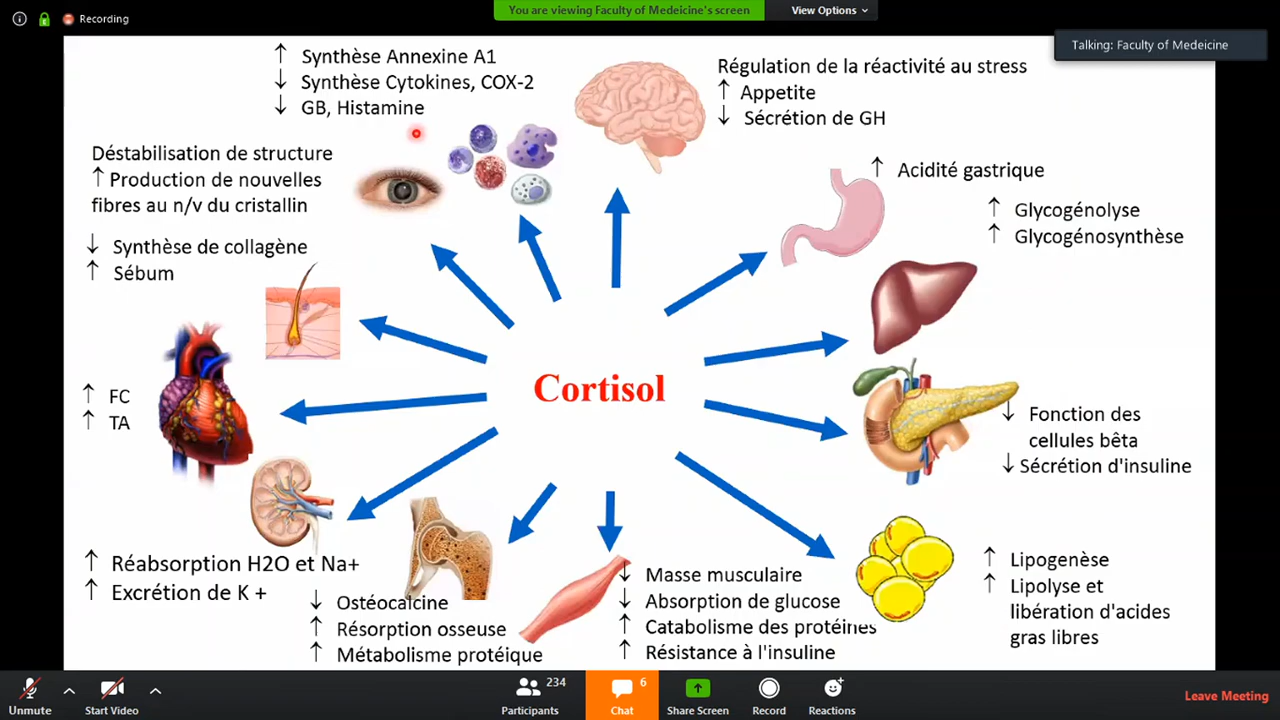 Recording
You are viewing Faculty of Medeicine's screen
View Options
Talking: Faculty of Medeicine
↑ Synthèse Annexine A1
↓ Synthèse Cytokines, COX-2
↓ GB, Histamine
Régulation de la réactivité au stress
↑ Appetite
↓ Sécrétion de GH
Déstabilisation de structure
↑ Production de nouvelles
fibres au n/v du cristallin
↑ Acidité gastrique
↑ Glycogénolyse
↑ Glycogénosynthèse
↓ Synthèse de collagène
↑ Sébum
Cortisol
↑ FC
↑ TA
↓ Fonction des
cellules bêta
↓ Sécrétion d'insuline
↑ Réabsorption H2O et Na+
↑ Excrétion de K +
↓ Ostéocalcine
↑ Résorption osseuse
↑ Métabolisme protéique
↓ Masse musculaire
↓ Absorption de glucose
↑ Catabolisme des protéines
↑ Résistance à l'insuline
↑ Lipogenèse
↑ Lipolyse et
libération d'acides
gras libres
Unmute
Start Video
234
Participants
6
Chat
Share Screen
Record
Reactions
Leave Meeting